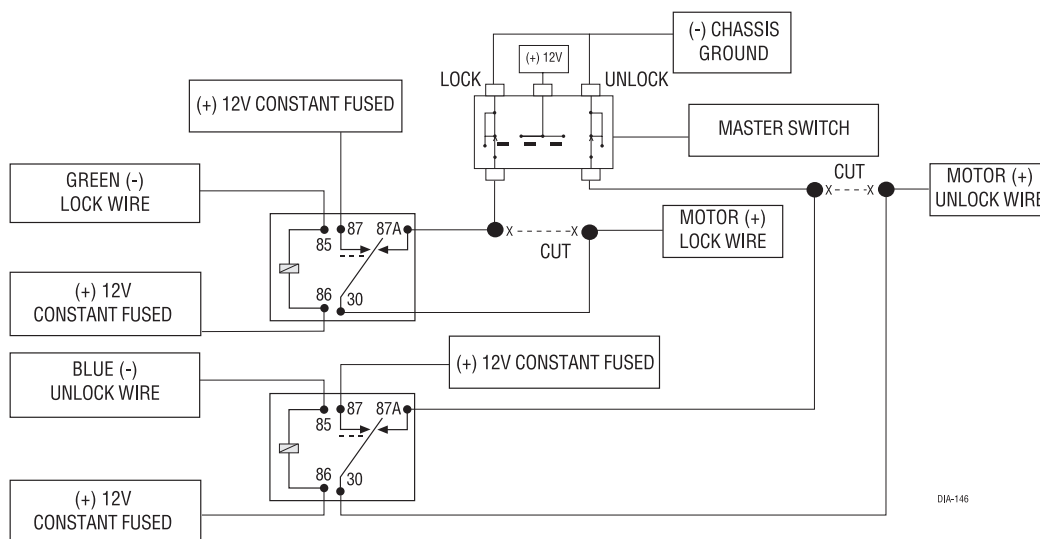 (-) CHASSIS
GROUND
(+) 12V
LOCK
UNLOCK
(+) 12V CONSTANT FUSED
MASTER SWITCH
CUT
GREEN (-)
LOCK WIRE
MOTOR (+)
UNLOCK WIRE
X
X
87
87A
85
MOTOR (+)
LOCK WIRE
X
X
CUT
86
30
(+) 12V
CONSTANT FUSED
BLUE (-)
UNLOCK WIRE
(+) 12V CONSTANT FUSED
87
87A
85
86
30
(+) 12V
CONSTANT FUSED
DIA-146